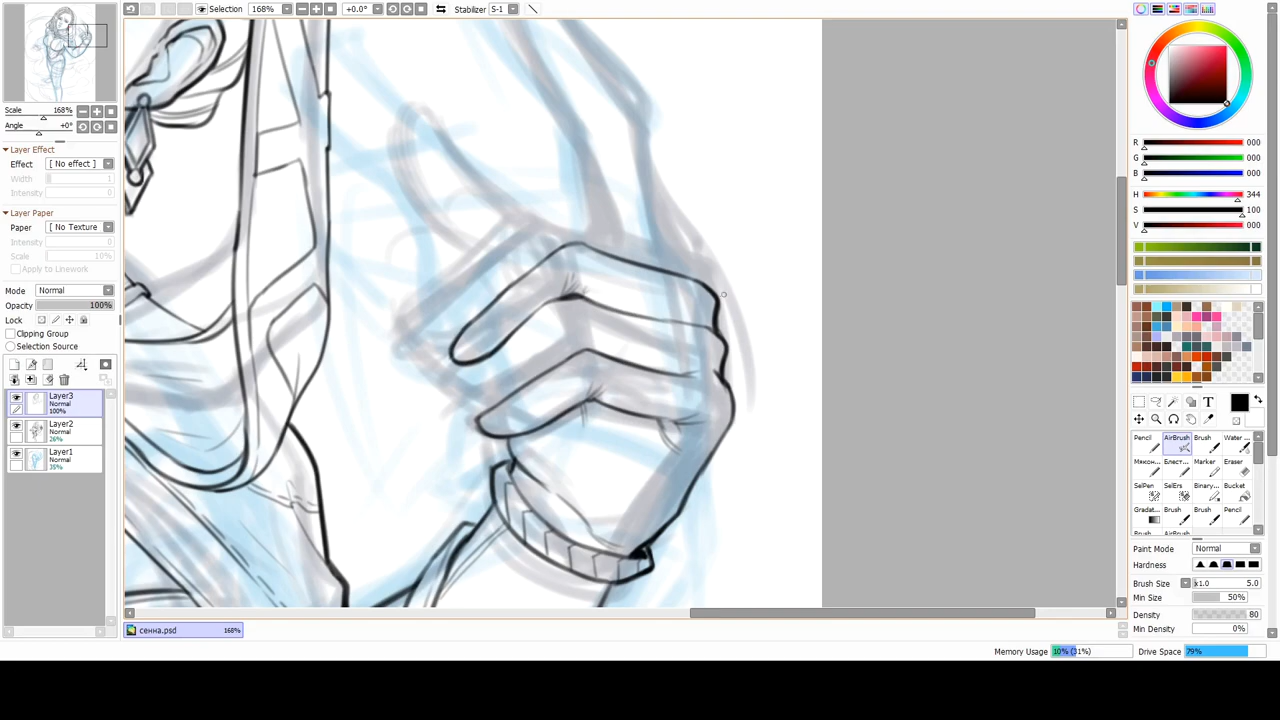 Selection 168% +0.0° Stabilizer S-1
Scale 168%
Angle +0°
Layer Effect
Effect [ No effect ]
Width 1
Intensity
Layer Paper
Paper [ No Texture
Intensity 0
Scale 10%
Apply to Linework
Mode Normal
Opacity 100%
Lock
Clipping Group
Selection Source
Layer3
Normal
100%
Layer2
Normal
26%
Layer1
Normal
35%
сенна.psd 168%
R 000
G 000
B 000
H 344
S 100
V 000
T
Pencil AirBrush Brush Water ...
Мякон... Блест... Marker Eraser
SelPen SelErs Binary... Bucket
Gradat... Brush Brush Pencil
Brush AirBrush
Paint Mode Normal
Hardness
Brush Size x1.0 5.0
Min Size 50%
Density 80
Min Density 0%
Memory Usage 10% (31%) Drive Space 79%